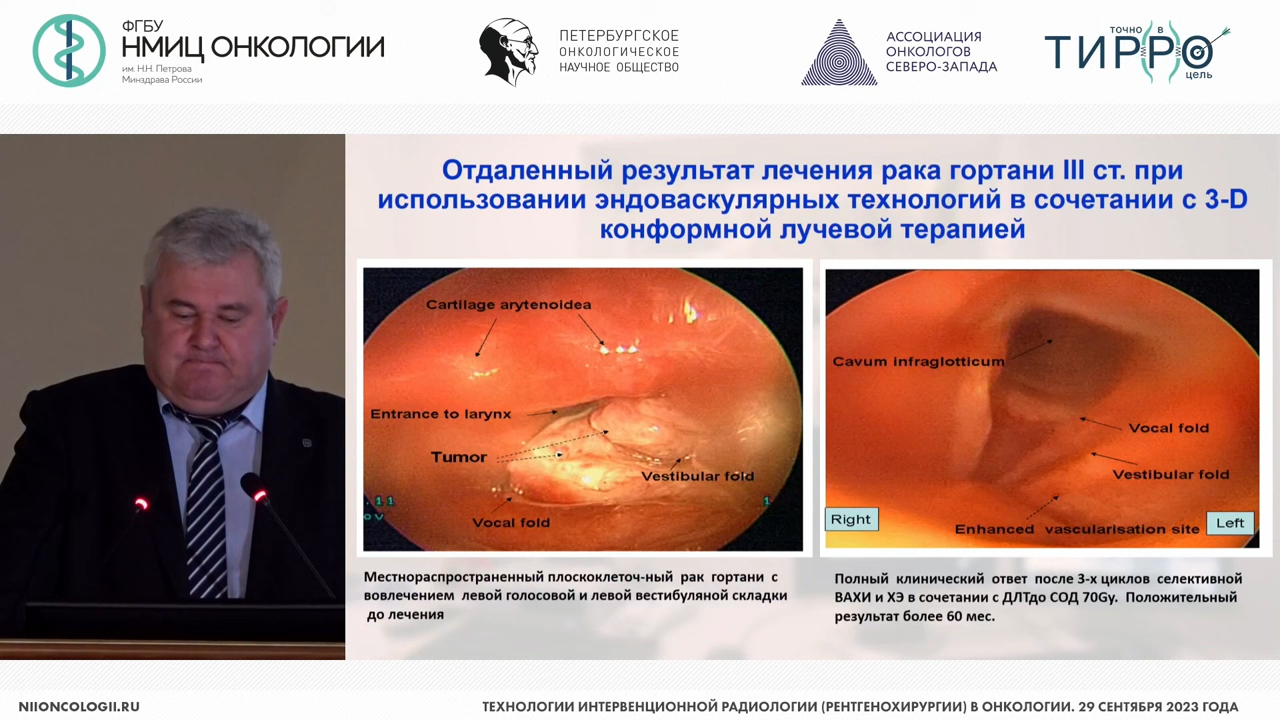 ФГБУ
НМИЦ ОНКОЛОГИИ
им. Н.Н. Петрова
Минздрава России
ПЕТЕРБУРГСКОЕ
ОНКОЛОГИЧЕСКОЕ
НАУЧНОЕ ОБЩЕСТВО
АССОЦИАЦИЯ
ОНКОЛОГОВ
СЕВЕРО-ЗАПАДА
точно в
ТИРРО
цель
Отдаленный результат лечения рака гортани III ст. при
использовании эндоваскулярных технологий в сочетании с 3-D
конформной лучевой терапией
Cartilage arytenoidea
Entrance to larynx
Tumor
Vestibular fold
.11
1
Vocal fold
Cavum infraglotticum
Vocal fold
Vestibular fold
Right
Enhanced vascularisation site
Left
Местнораспространенный плоскоклеточ-ный рак гортани с
вовлечением левой голосовой и левой вестибуляной складки
до лечения
Полный клинический ответ после 3-х циклов селективной
ВАХИ и ХЭ в сочетании с ДЛТдо СОД 70Gy. Положительный
результат более 60 мес.
NIIONCOLOGII.RU
ТЕХНОЛОГИИ ИНТЕРВЕНЦИОННОЙ РАДИОЛОГИИ (РЕНТГЕНОХИРУРГИИ) В ОНКОЛОГИИ. 29 СЕНТЯБРЯ 2023 ГОДА